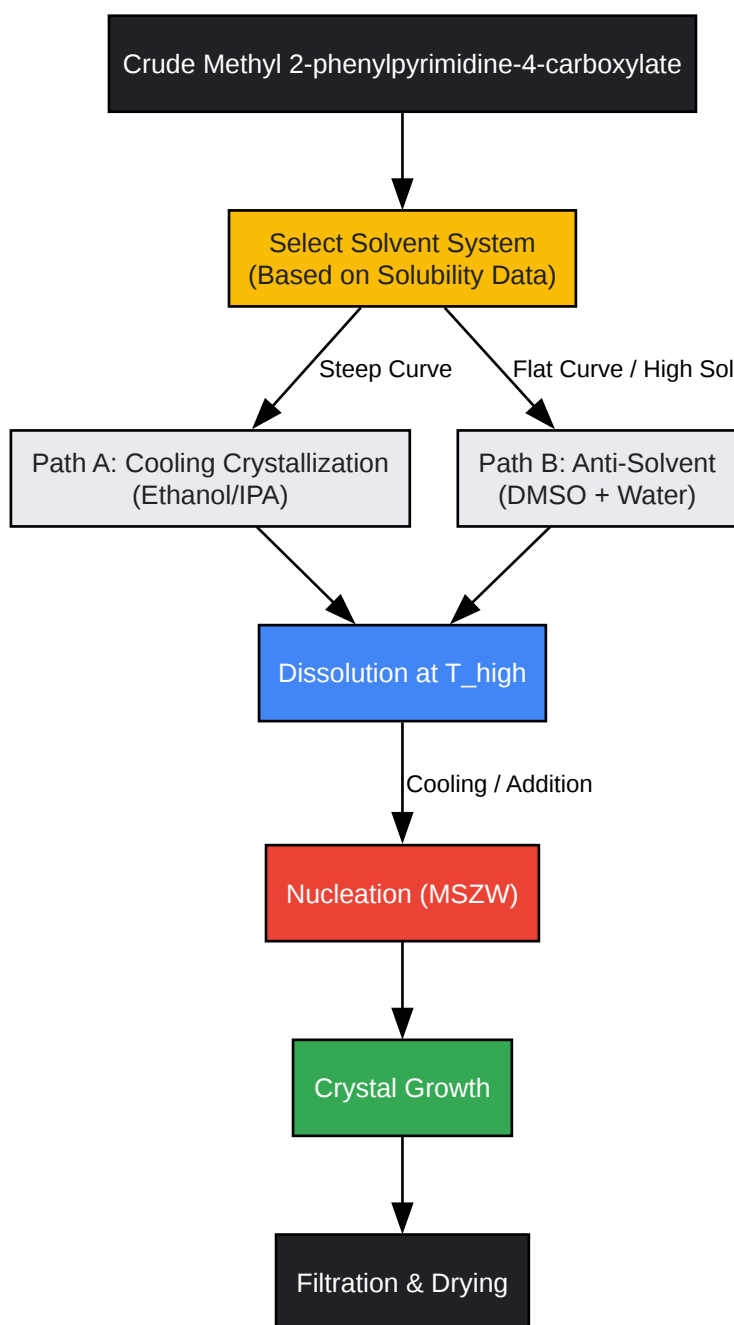 Crude Methyl 2-phenylpyrimidine-4-carboxylate
Select Solvent System
(Based on Solubility Data)
Steep Curve
Flat Curve / High Sol
Path A: Cooling Crystallization
(Ethanol/IPA)
Path B: Anti-Solvent
(DMSO + Water)
Dissolution at T_high
Cooling / Addition
Nucleation (MSZW)
Crystal Growth
Filtration & Drying